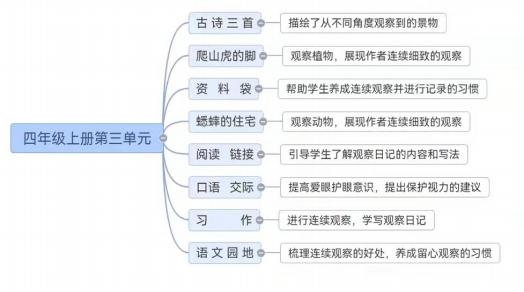 四年级上册第三单元
古诗三首 描绘了从不同角度观察到的景物
爬山虎的脚 观察植物，展现作者连续细致的观察
资料袋 帮助学生养成连续观察并进行记录的习惯
蟋蟀的住宅 观察动物，展现作者连续细致的观察
阅读 链接 引导学生了解观察日记的内容和写法
口语 交际 提高爱眼护眼意识，提出保护视力的建议
习作 进行连续观察，学写观察日记
语文园地 梳理连续观察的好处，养成留心观察的习惯